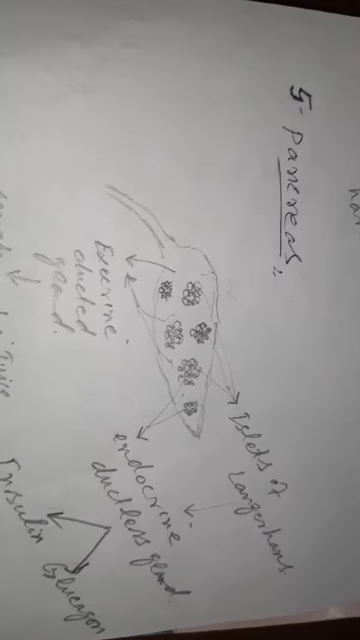 5- Pancreas
Exocrine
ducted
gland.
Islets of
Langerhans
endocrine
ductless gland.
Insulin
Glucagon